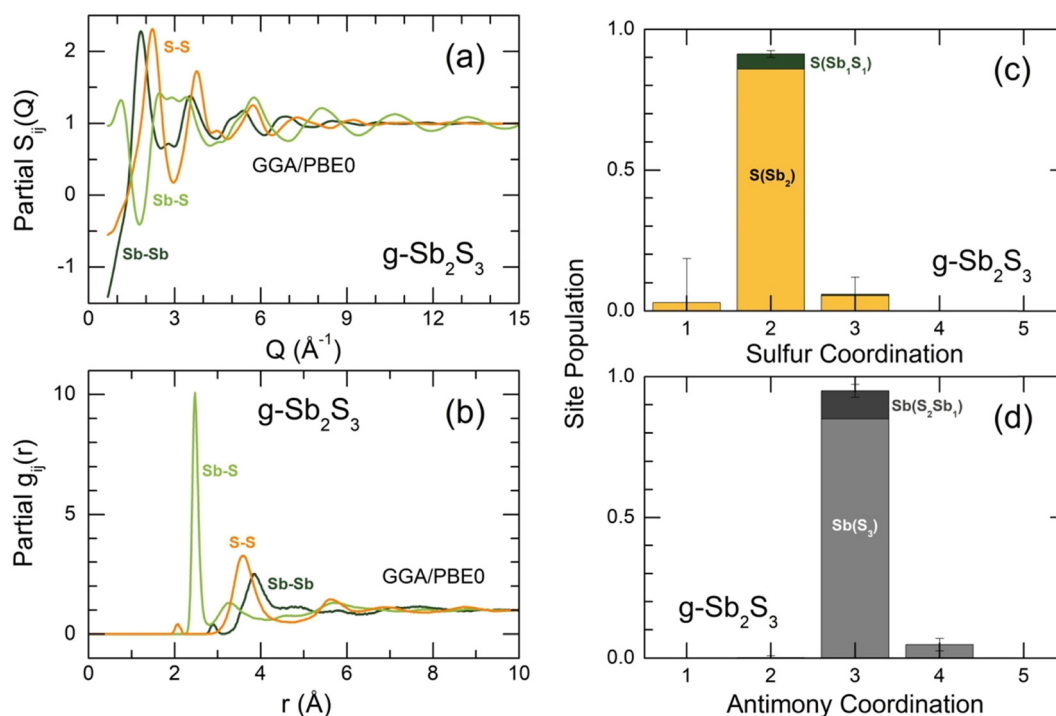 (a)
S-S
Sb-S
Sb-Sb
GGA/PBE0
g-Sb₂S₃
Partial Sᵢⱼ(Q)
2
1
0
-1
0 3 6 9 12 15
Q (Å⁻¹)
(b)
g-Sb₂S₃
Sb-S
S-S
Sb-Sb
GGA/PBE0
Partial gᵢⱼ(r)
10
5
0
0 2 4 6 8 10
r (Å)
Site Population
(c)
S(Sb₁S₁)
S(Sb₂)
g-Sb₂S₃
1.0
0.5
0.0
1 2 3 4 5
Sulfur Coordination
(d)
Sb(S₂Sb₁)
Sb(S₃)
g-Sb₂S₃
1.0
0.5
0.0
1 2 3 4 5
Antimony Coordination